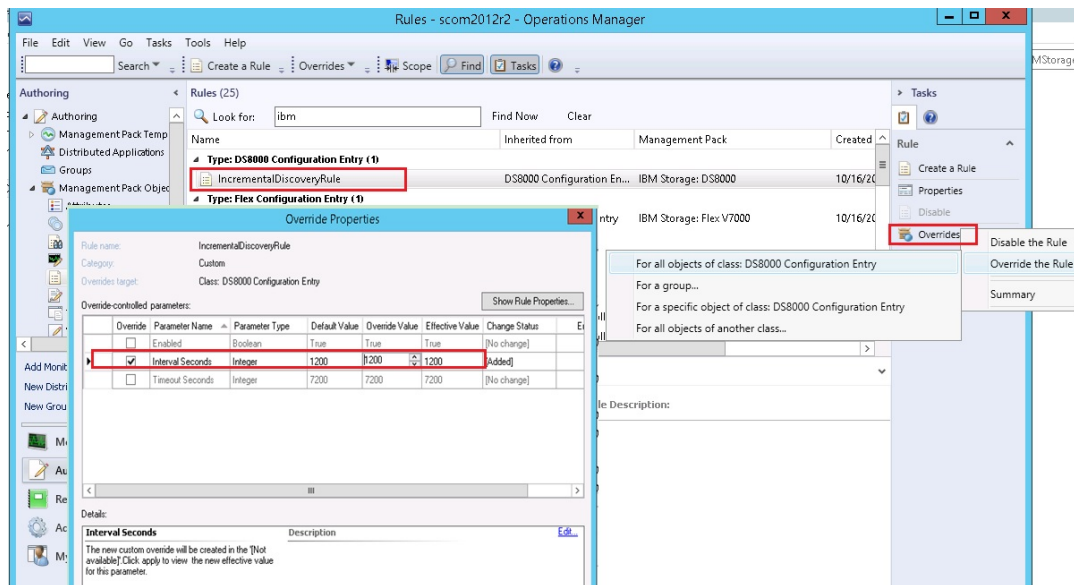 Rules - scom2012r2 - Operations Manager
File Edit View Go Tasks Tools Help
Search Create a Rule Overrides Scope Find Tasks
MStorage
Authoring
Authoring
Management Pack Temp
Distributed Applications
Groups
Management Pack Objec
Rules (25)
Look for: ibm Find Now Clear
Name Inherited from Management Pack Created
Type: DS8000 Configuration Entry (1)
IncrementalDiscoveryRule DS8000 Configuration En... IBM Storage: DS8000 10/16/20
Type: Flex Configuration Entry (1)
ntry IBM Storage: Flex V7000 10/16/20
Tasks
Rule
Create a Rule
Properties
Disable
Overrides
Disable the Rule
Override the Rule
Summary
For all objects of class: DS8000 Configuration Entry
For a group...
For a specific object of class: DS8000 Configuration Entry
For all objects of another class...
le Description:
Override Properties
Rule name: IncrementalDiscoveryRule
Category: Custom
Overrides target: Class: DS8000 Configuration Entry
Override-controlled parameters: Show Rule Properties...
Override Parameter Name Parameter Type Default Value Override Value Effective Value Change Status E
Enabled Boolean True True True [No change]
Interval Seconds Integer 1200 1200 1200 [Added]
Timeout Seconds Integer 7200 7200 7200 [No change]
Details:
Interval Seconds Description Edit...
The new custom override will be created in the '[Not
available]'.Click apply to view the new effective value
for this parameter.
Add Monit
New Distri
New Grou
M
Au
Re
Ac
My